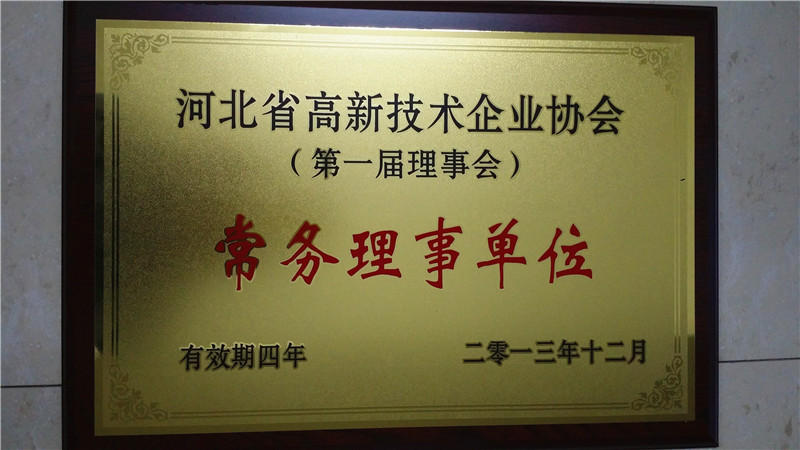 河北省高新技术企业协会
（第一届理事会）
常务理事单位
有效期四年
二零一三年十二月